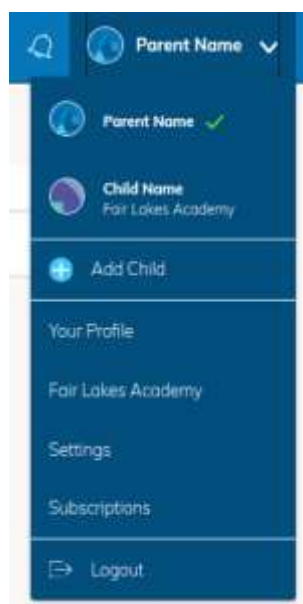 Parent Name
Parent Name
Child Name
Fair Lakes Academy
Add Child
Your Profile
Fair Lakes Academy
Settings
Subscriptions
Logout